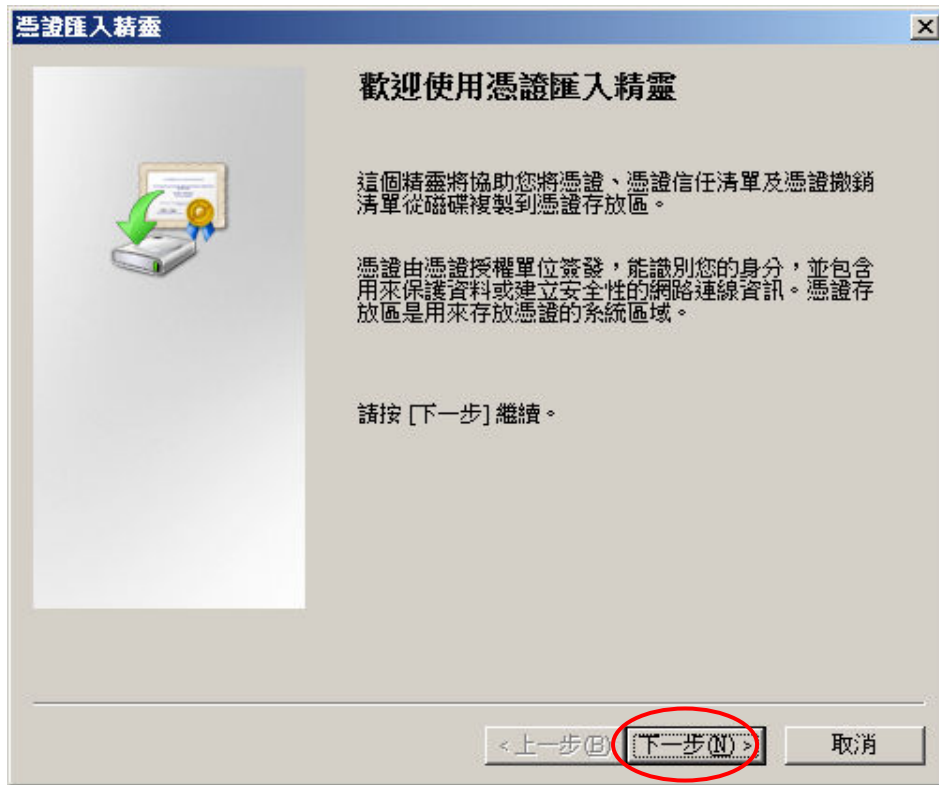 憑證匯入精靈
歡迎使用憑證匯入精靈
這個精靈將協助您將憑證、憑證信任清單及憑證撤銷
清單從磁碟複製到憑證存放區。
憑證由憑證授權單位簽發，能識別您的身分，並包含
用來保護資料或建立安全性的網路連線資訊。憑證存
放區是用來存放憑證的系統區域。
請按 [下一步] 繼續。
< 上一步(B) 下一步(N) > 取消